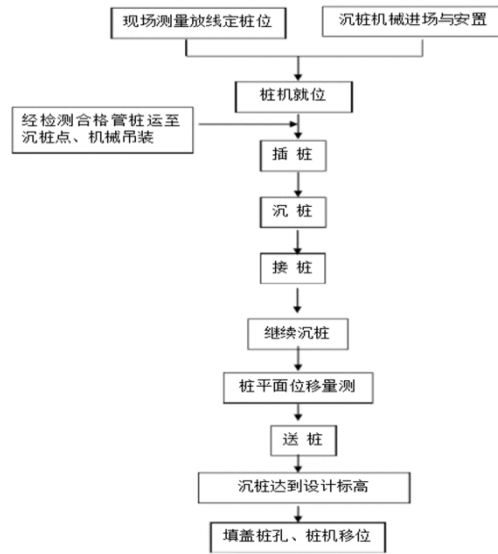 现场测量放线定桩位
沉桩机械进场与安置
桩机就位
经检测合格管桩运至
沉桩点、机械吊装
插 桩
沉 桩
接 桩
继续沉桩
桩平面位移量测
送 桩
沉桩达到设计标高
填盖桩孔、桩机移位